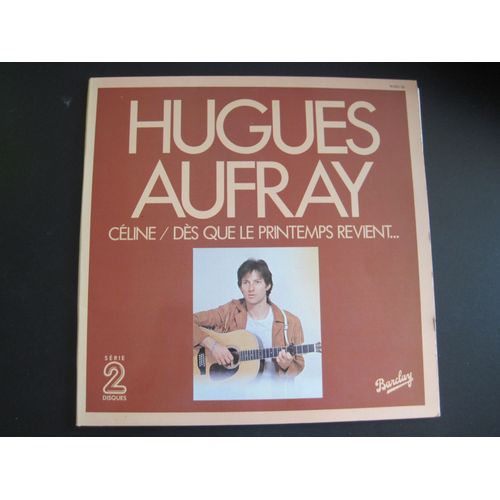 HUGUES
AUFRAY
CÉLINE / DÈS QUE LE PRINTEMPS REVIENT...
SÉRIE
2
DISQUES
Barclay